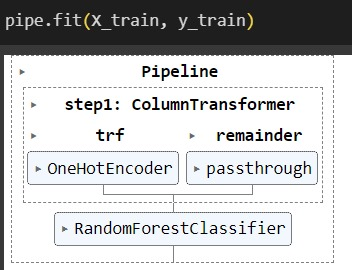 pipe.fit(X_train, y_train)
Pipeline
step1: ColumnTransformer
trf remainder
OneHotEncoder passthrough
RandomForestClassifier